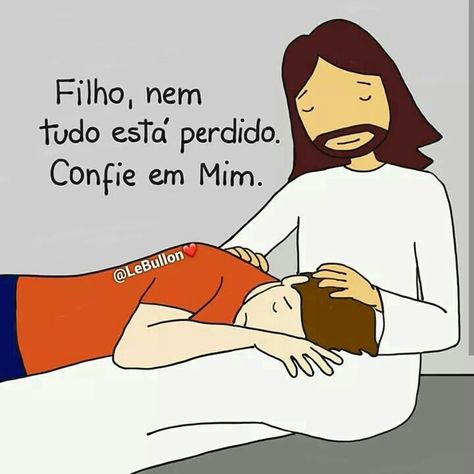 Filho, nem
tudo está perdido.
Confie em Mim.
@LeBullon❤️